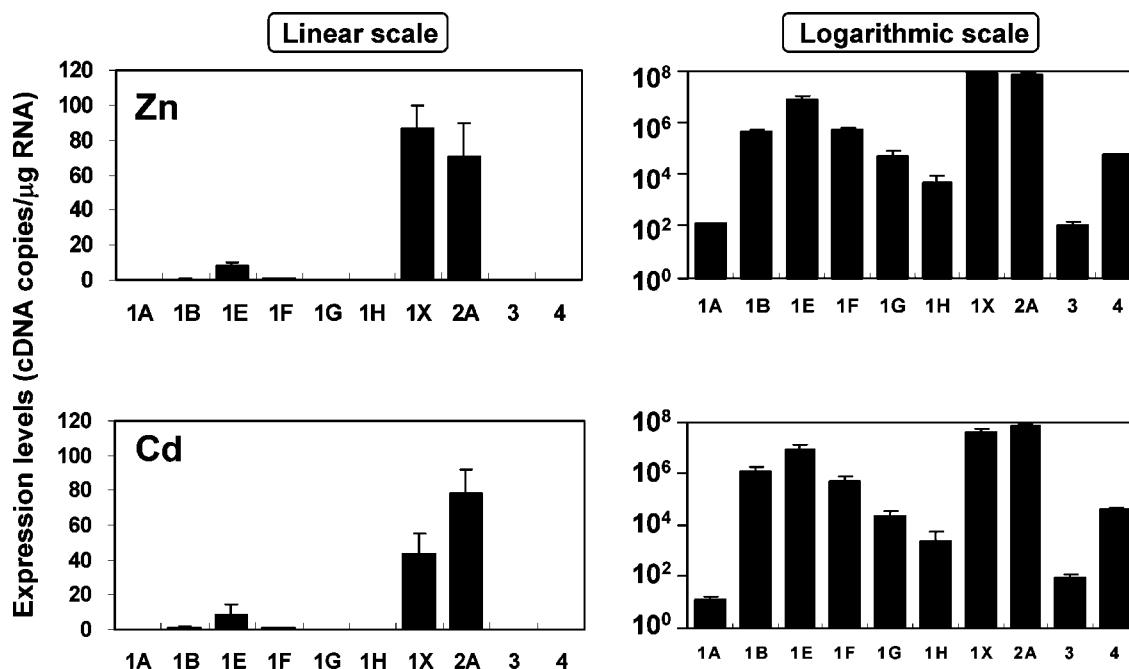 Linear scale
Logarithmic scale
Expression levels (cDNA copies/µg RNA)
Zn
120
100
80
60
40
20
0
1A 1B 1E 1F 1G 1H 1X 2A 3 4
10⁸
10⁶
10⁴
10²
10⁰
1A 1B 1E 1F 1G 1H 1X 2A 3 4
Cd
120
100
80
60
40
20
0
1A 1B 1E 1F 1G 1H 1X 2A 3 4
10⁸
10⁶
10⁴
10²
10⁰
1A 1B 1E 1F 1G 1H 1X 2A 3 4